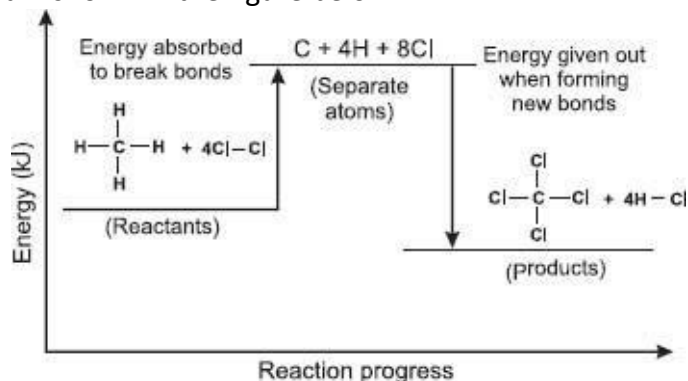 Energy absorbed
to break bonds
C + 4H + 8Cl
(Separate
atoms)
Energy given out
when forming
new bonds
H
H—C—H + 4Cl—Cl
H
(Reactants)
Cl
Cl—C—Cl + 4H—Cl
Cl
(Products)
Energy (kJ)
Reaction progress